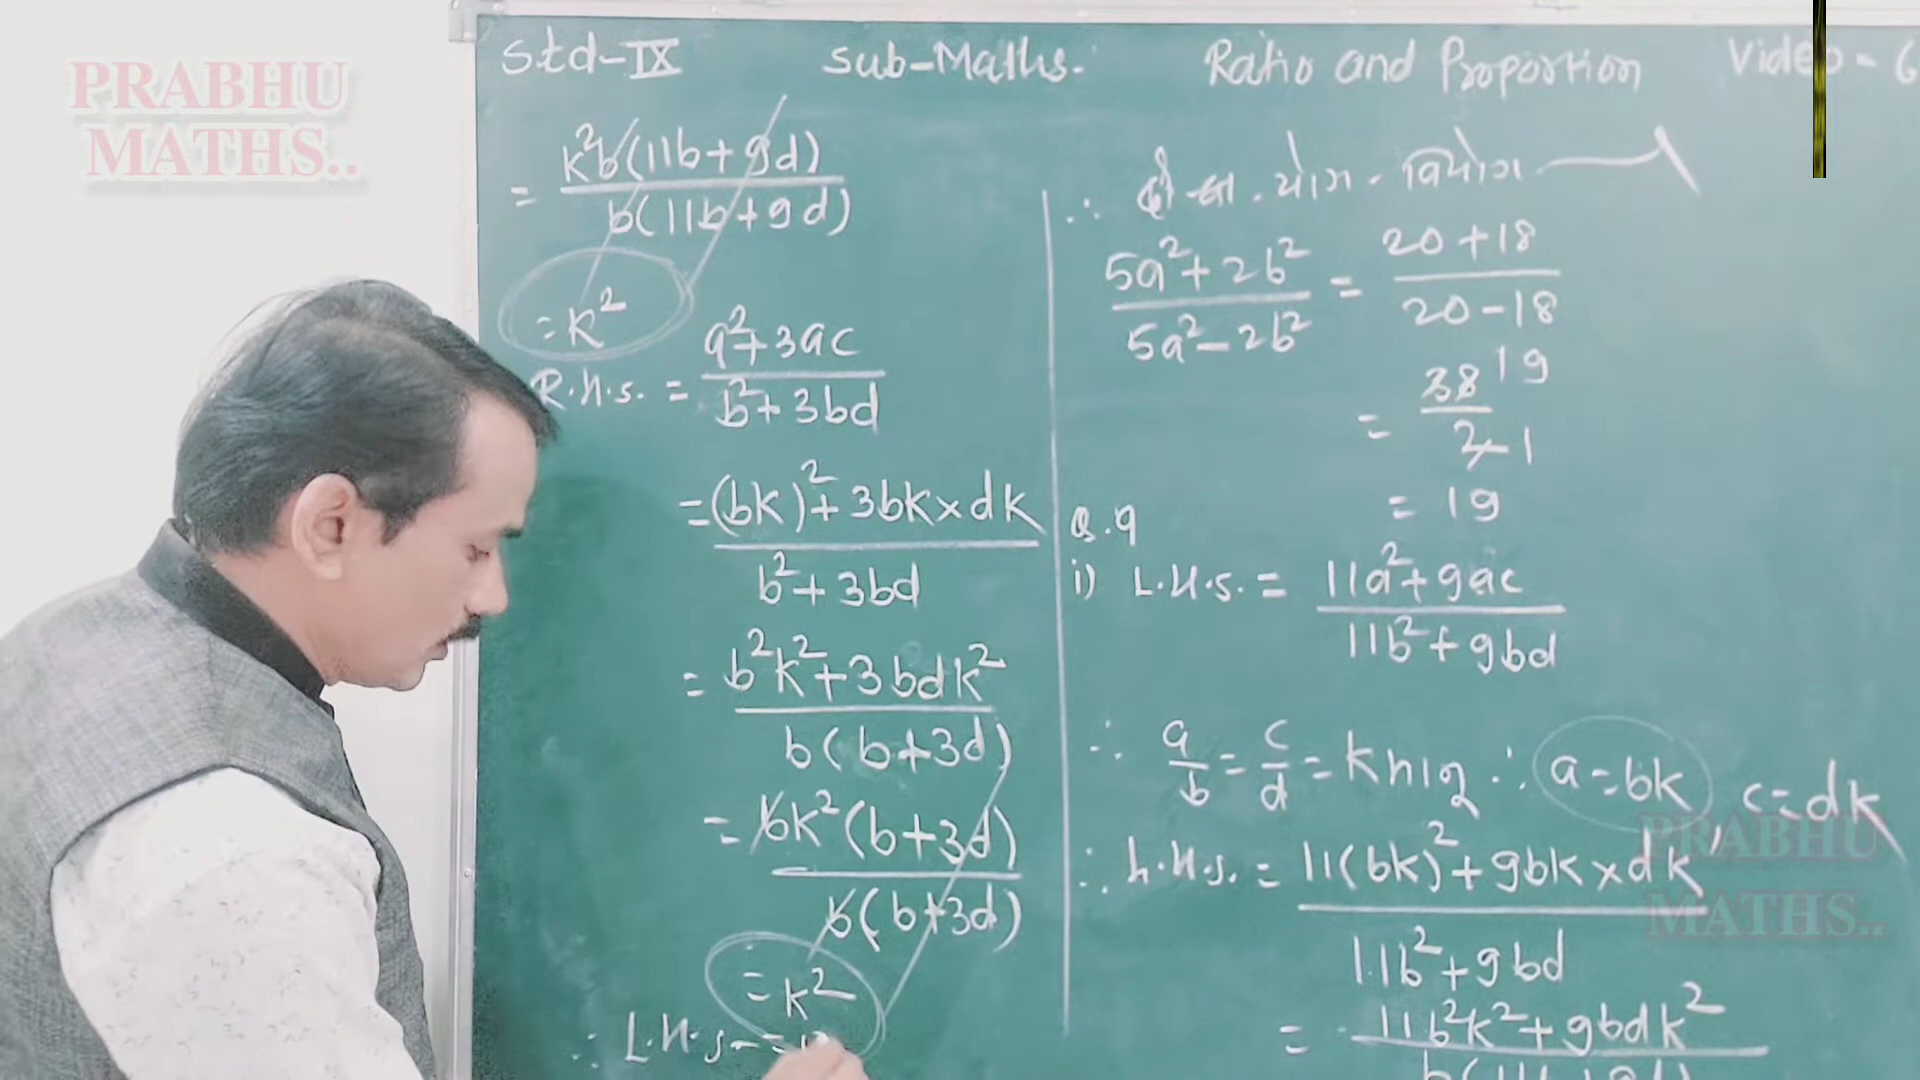 PRABHU
MATHS..
Std-IX Sub-Maths. Ratio and Proportion Video-6
= k²b(11b+9d)
b(11b+9d)
= k²
R.H.S. = a²+3ac
b²+3bd
= (bk)²+3bk×dk
b²+3bd
= b²k²+3bdk²
b(b+3d)
= bk²(b+3d)
b(b+3d)
= k²
∴ L.H.S =
∴ योग - वियोग
5a²+2b² = 20+18
5a²-2b² 20-18
= 38 19
2 1
= 19
Q.9
i) L.H.S. = 11a²+9ac
11b²+9bd
∴ a/b = c/d = k ∴ a=bk, c=dk
∴ L.H.S. = 11(bk)²+9bk×dk
11b²+9bd
= 11b²k²+9bdk²
PRABHU
MATHS..